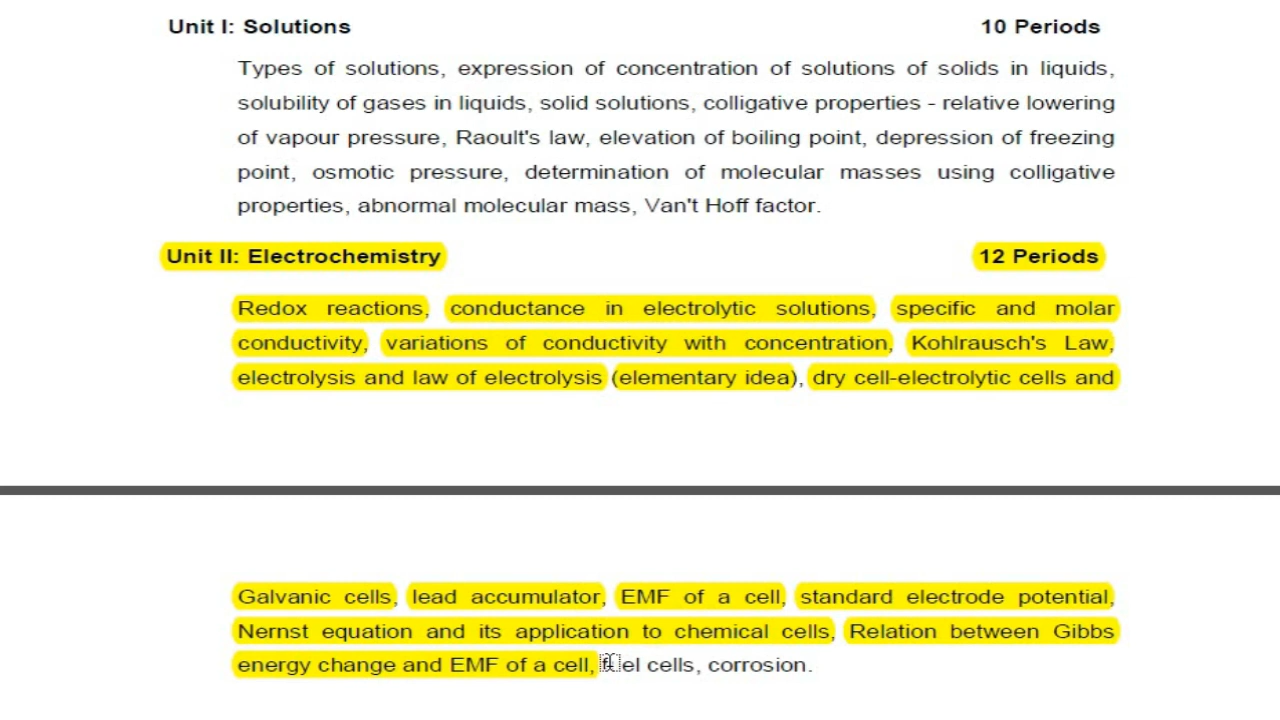 Unit I: Solutions 10 Periods
Types of solutions, expression of concentration of solutions of solids in liquids,
solubility of gases in liquids, solid solutions, colligative properties - relative lowering
of vapour pressure, Raoult's law, elevation of boiling point, depression of freezing
point, osmotic pressure, determination of molecular masses using colligative
properties, abnormal molecular mass, Van't Hoff factor.
Unit II: Electrochemistry 12 Periods
Redox reactions, conductance in electrolytic solutions, specific and molar
conductivity, variations of conductivity with concentration, Kohlrausch's Law,
electrolysis and law of electrolysis (elementary idea), dry cell-electrolytic cells and
Galvanic cells, lead accumulator, EMF of a cell, standard electrode potential,
Nernst equation and its application to chemical cells, Relation between Gibbs
energy change and EMF of a cell, fuel cells, corrosion.